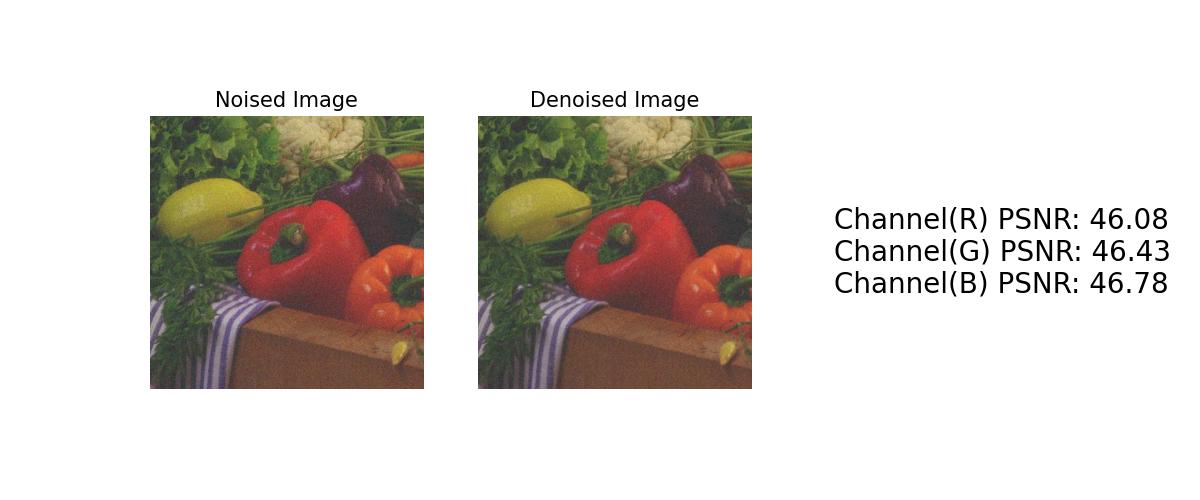 Noised Image
Denoised Image
Channel(R) PSNR: 46.08
Channel(G) PSNR: 46.43
Channel(B) PSNR: 46.78